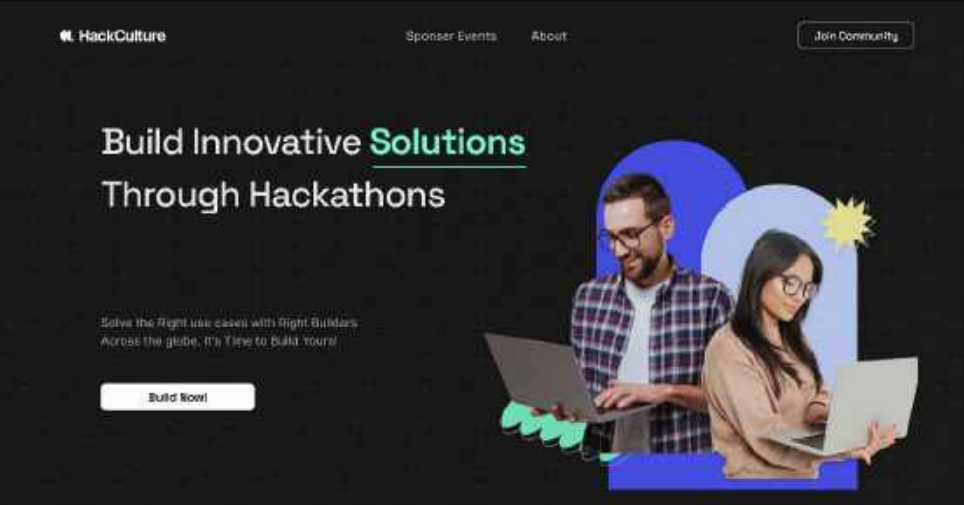 HackCulture
Sponser Events
About
Join Community
Build Innovative Solutions
Through Hackathons
Solve the Right use cases with Right Builders
Across the globe. It's Time to Build Yours!
Build Now!